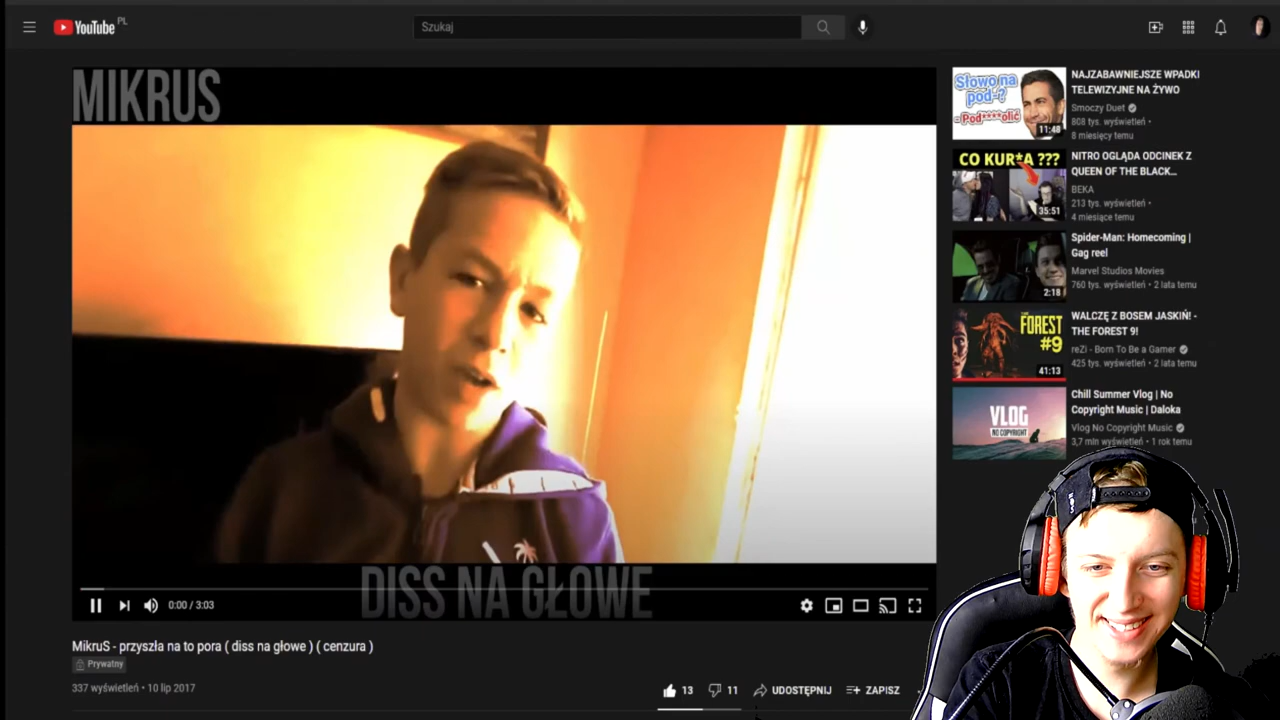 YouTube PL
Szukaj
MIKRUS
DISS NA GŁOWE
0:00 / 3:03
MikruS - przyszła na to pora ( diss na głowe ) ( cenzura )
Prywatny
337 wyświetleń • 10 lip 2017
13
11
UDOSTĘPNIJ
ZAPISZ
Słowo na
pod-?
= Pod****olić
11:48
NAJZABAWNIEJSZE WPADKI
TELEWIZYJNE NA ŻYWO
Smoczy Duet
808 tys. wyświetleń •
8 miesięcy temu
CO KUR*A ???
35:51
NITRO OGLĄDA ODCINEK Z
QUEEN OF THE BLACK...
BEKA
213 tys. wyświetleń •
4 miesiące temu
2:18
Spider-Man: Homecoming |
Gag reel
Marvel Studios Movies
760 tys. wyświetleń • 2 lata temu
THE
FOREST
#9
41:13
WALCZĘ Z BOSEM JASKIŃ! -
THE FOREST 9!
reZi - Born To Be a Gamer
425 tys. wyświetleń • 2 lata temu
VLOG
NO COPYRIGHT
Chill Summer Vlog | No
Copyright Music | Daloka
Vlog No Copyright Music
3,7 mln wyświetleń • 1 rok temu